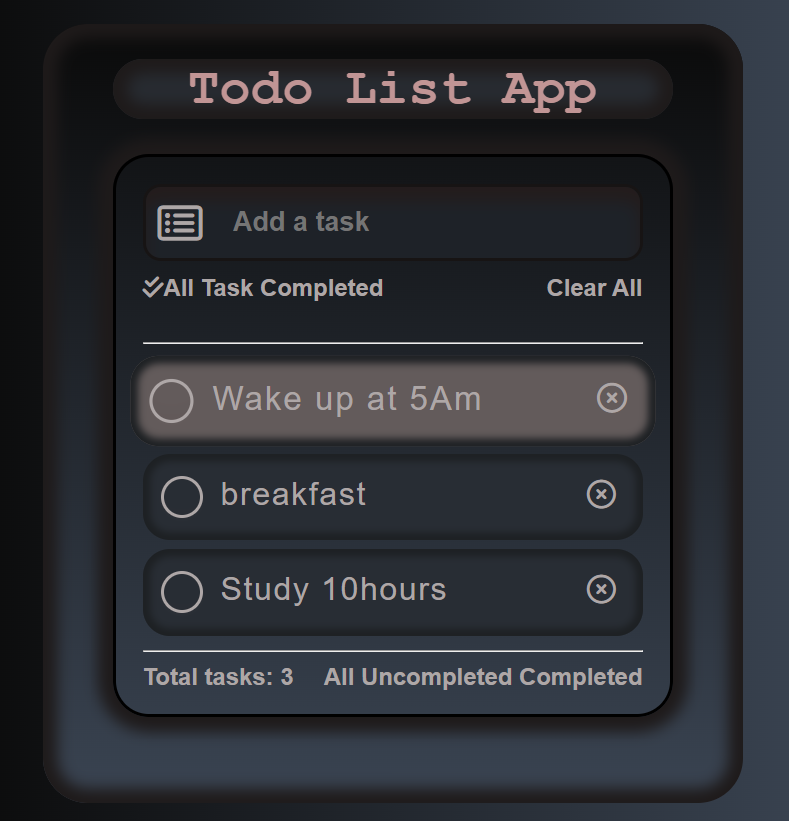 Todo List App
Add a task
All Task Completed Clear All
Wake up at 5Am
breakfast
Study 10hours
Total tasks: 3 All Uncompleted Completed